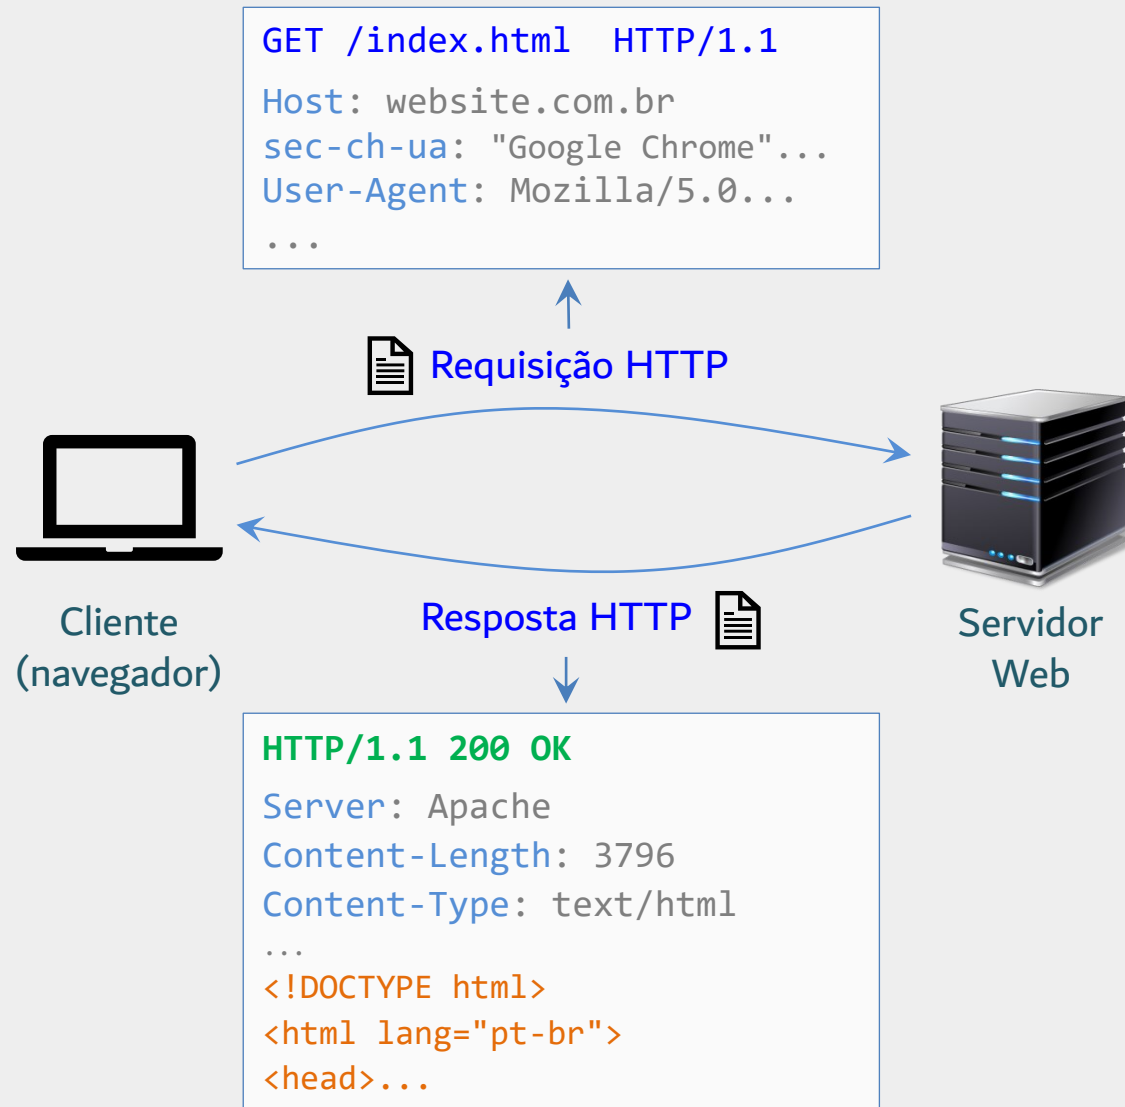 GET /index.html HTTP/1.1
Host: website.com.br
sec-ch-ua: "Google Chrome"...
User-Agent: Mozilla/5.0...
...
Requisição HTTP
Cliente
(navegador)
Resposta HTTP
Servidor
Web
HTTP/1.1 200 OK
Server: Apache
Content-Length: 3796
Content-Type: text/html
...
<!DOCTYPE html>
<html lang="pt-br">
<head>...